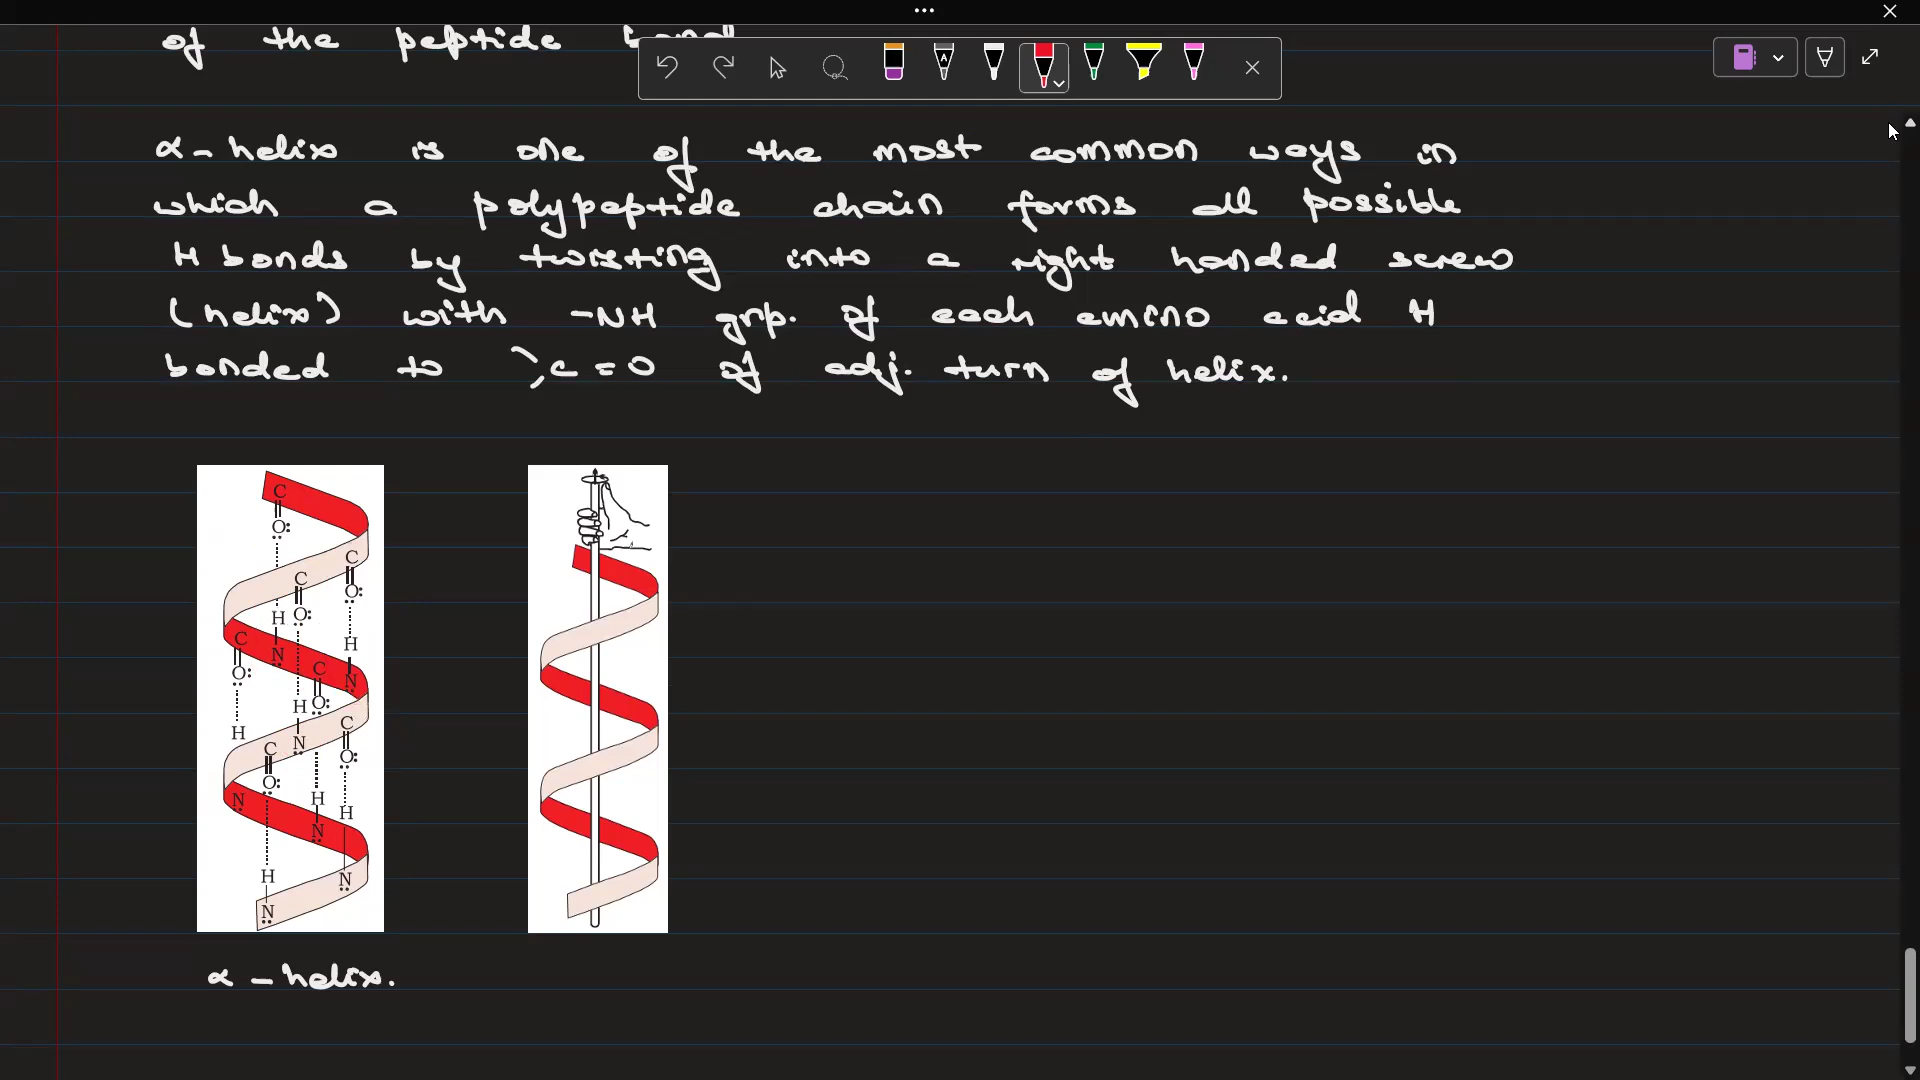 of the peptide bond
α-helix is one of the most common ways in
which a polypeptide chain forms all possible
H bonds by twisting into a right handed screw
(helix) with -NH grp. of each amino acid H
bonded to >C=O of adj. turn of helix.
C
O:
C
C
O:
O:
H
H
C
N
C
O:
N
H
O:
H
C
N
C
O:
O:
N
H
H
N
H
N
N
α-helix.